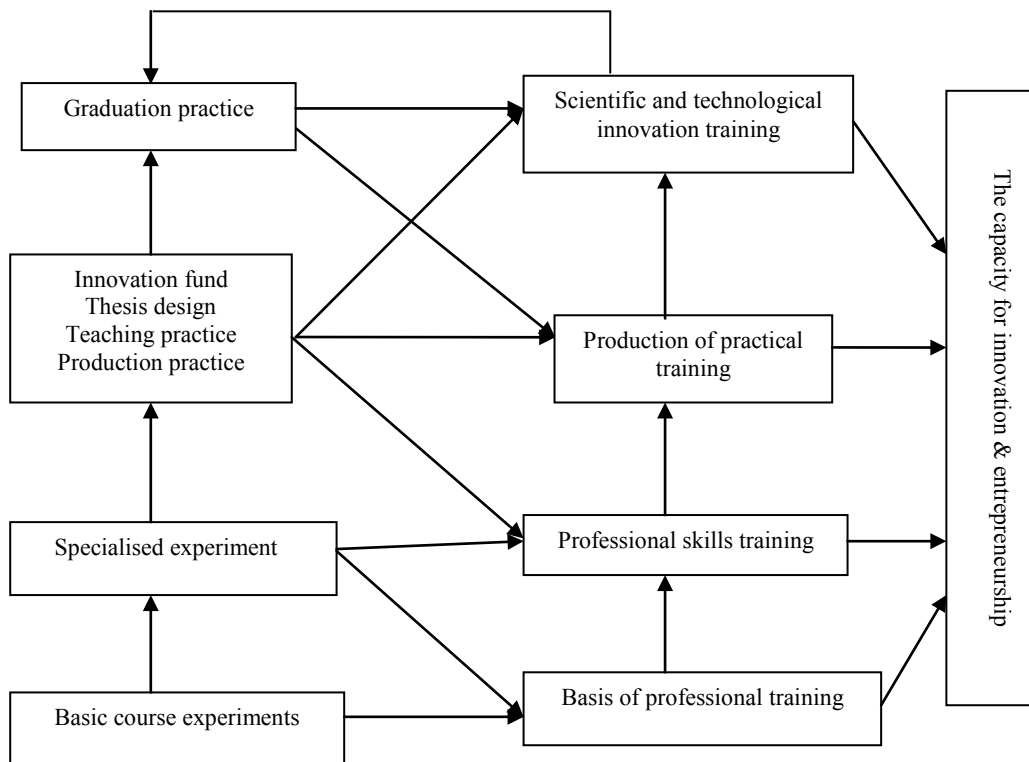 Graduation practice
Scientific and technological
innovation training
Innovation fund
Thesis design
Teaching practice
Production practice
Production of practical
training
Specialised experiment
Professional skills training
Basic course experiments
Basis of professional training
The capacity for innovation & entrepreneurship